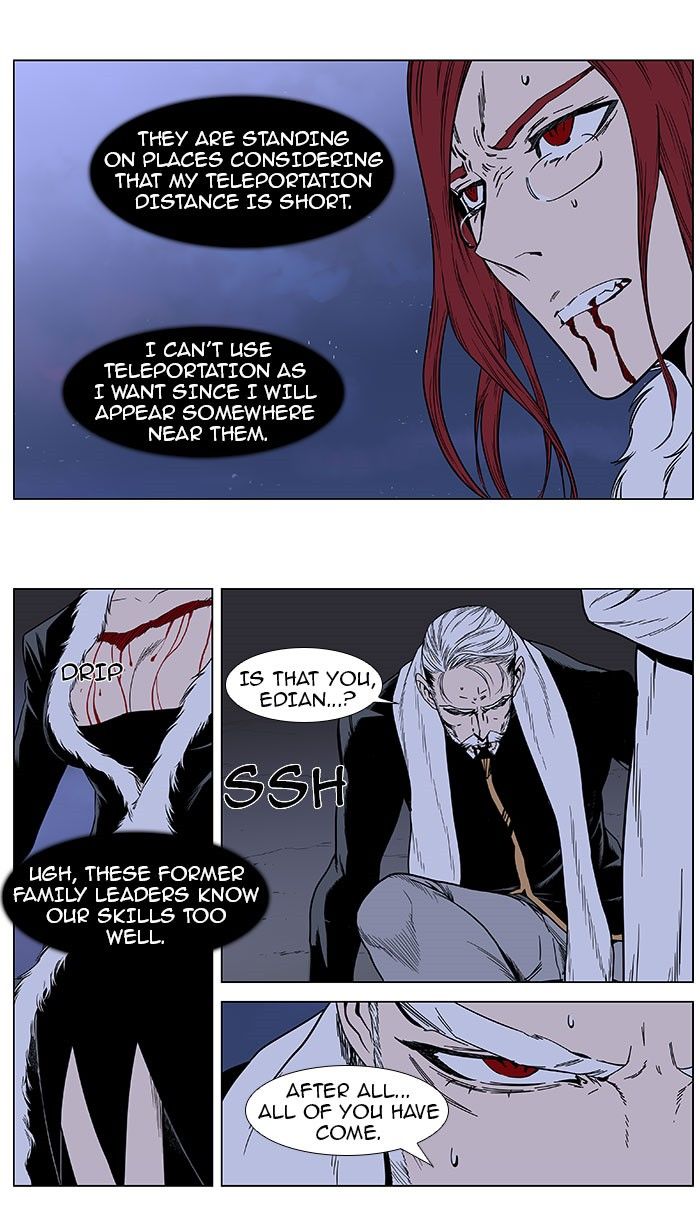 THEY ARE STANDING
ON PLACES CONSIDERING
THAT MY TELEPORTATION
DISTANCE IS SHORT.
I CAN'T USE
TELEPORTATION AS
I WANT SINCE I WILL
APPEAR SOMEWHERE
NEAR THEM.
DRIP
UGH, THESE FORMER
FAMILY LEADERS KNOW
OUR SKILLS TOO
WELL.
IS THAT YOU,
EDIAN...?
SSH
AFTER ALL...
ALL OF YOU HAVE
COME.